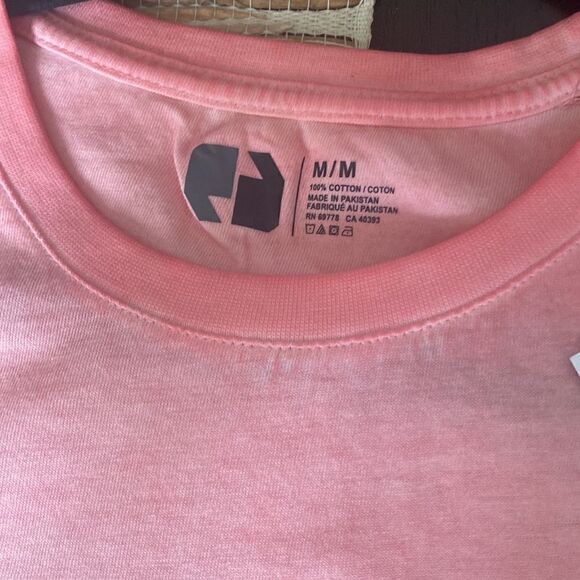 M/M
100% COTTON / COTON
MADE IN PAKISTAN
FABRIQUÉ AU PAKISTAN
RN 69778 CA 40393